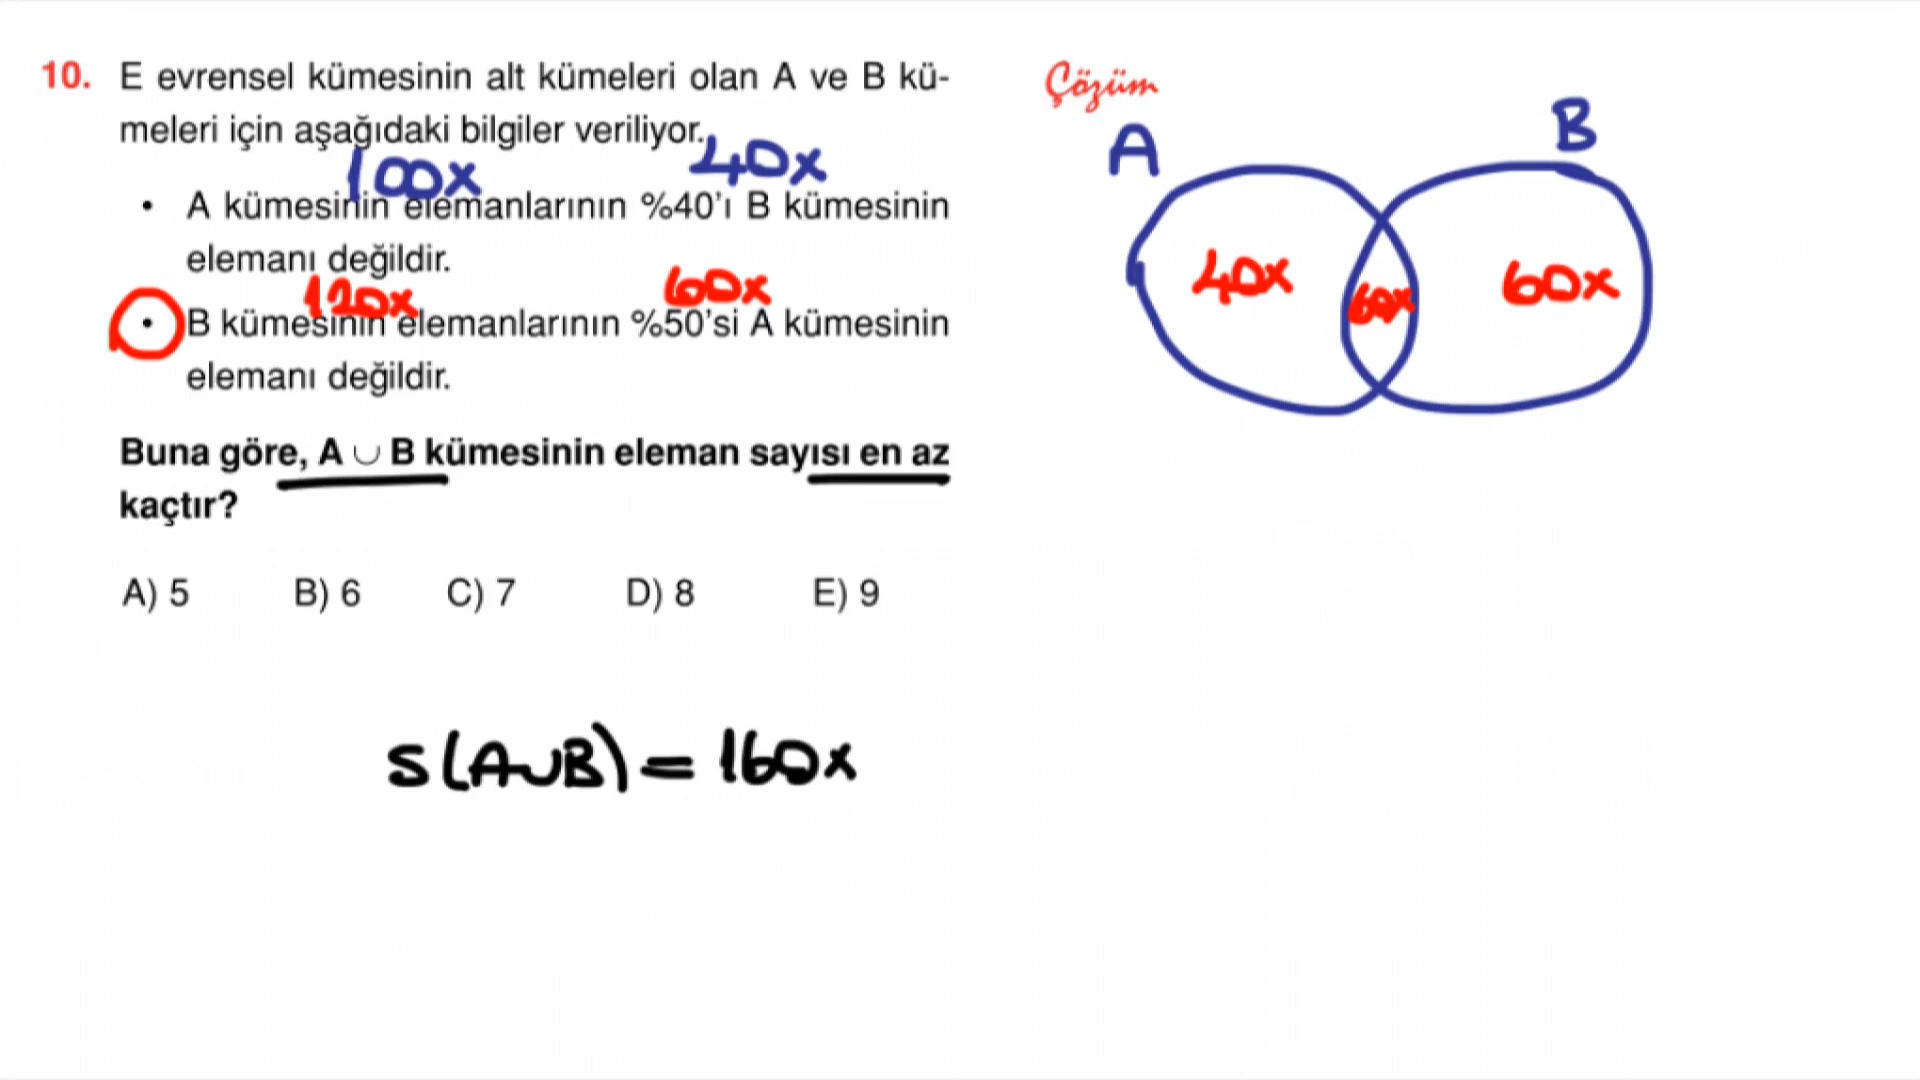 10. E evrensel kümesinin alt kümeleri olan A ve B kü-
meleri için aşağıdaki bilgiler veriliyor.
100x 40x
• A kümesinin elemanlarının %40'ı B kümesinin
elemanı değildir.
120x 60x
• B kümesinin elemanlarının %50'si A kümesinin
elemanı değildir.
Buna göre, A ∪ B kümesinin eleman sayısı en az
kaçtır?
A) 5 B) 6 C) 7 D) 8 E) 9
s(A∪B) = 160x
Çözüm
A B
40x 60x 60x